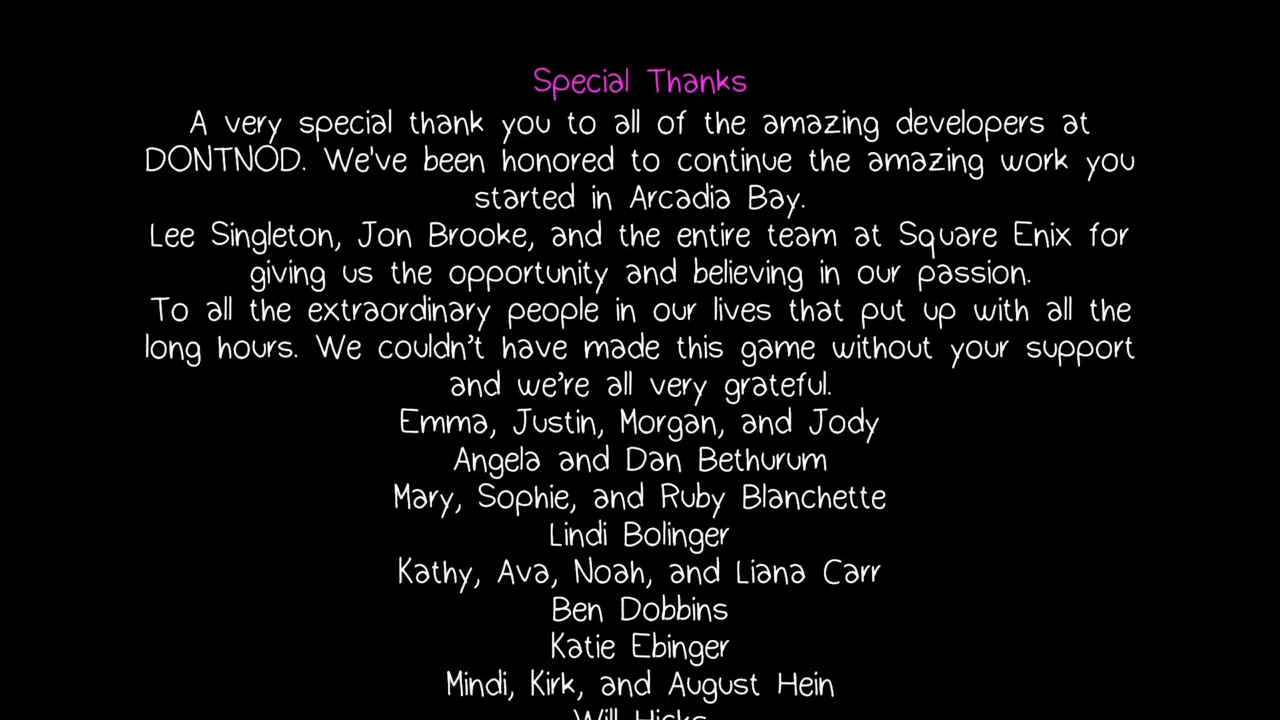 Special Thanks
A very special thank you to all of the amazing developers at
DONTNOD. We've been honored to continue the amazing work you
started in Arcadia Bay.
Lee Singleton, Jon Brooke, and the entire team at Square Enix for
giving us the opportunity and believing in our passion.
To all the extraordinary people in our lives that put up with all the
long hours. We couldn’t have made this game without your support
and we’re all very grateful.
Emma, Justin, Morgan, and Jody
Angela and Dan Bethurum
Mary, Sophie, and Ruby Blanchette
Lindi Bolinger
Kathy, Ava, Noah, and Liana Carr
Ben Dobbins
Katie Ebinger
Mindi, Kirk, and August Hein
Will Hicks